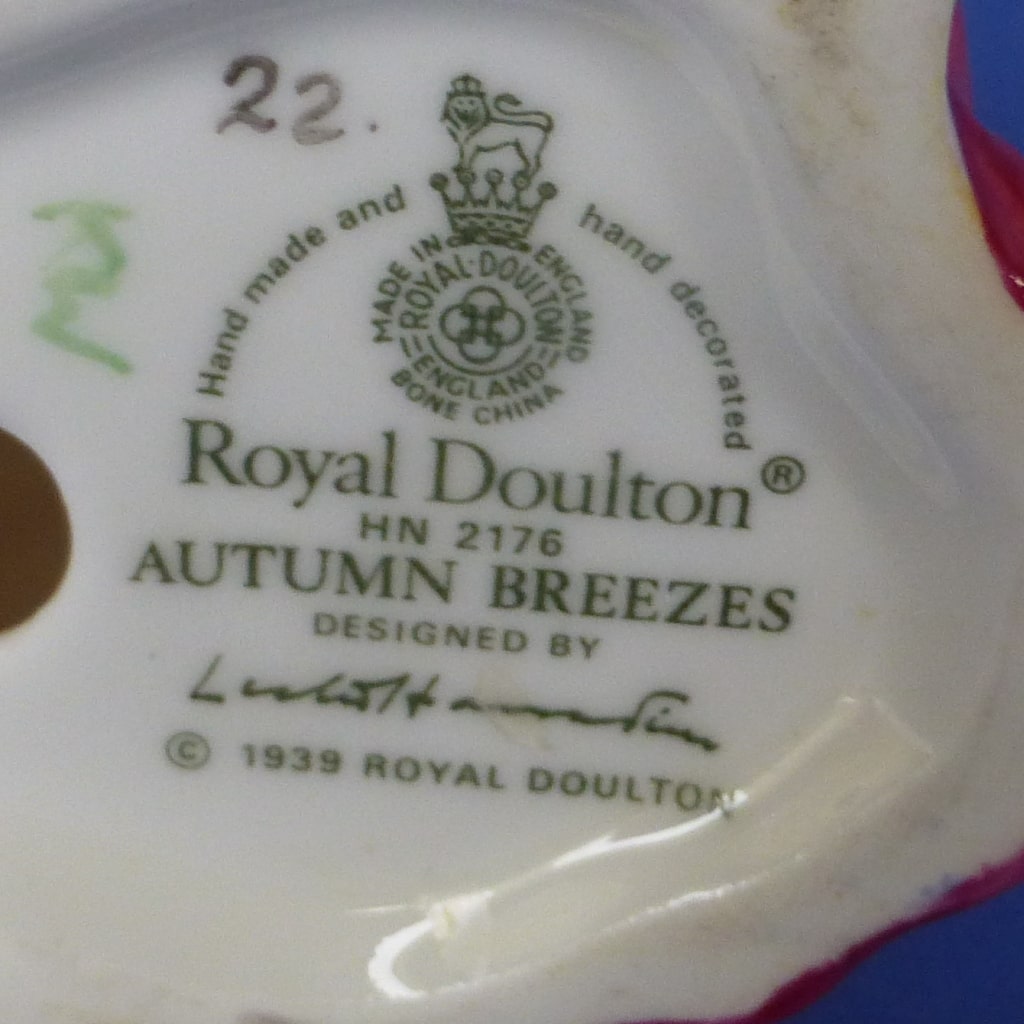 22.
Hand made and
hand decorated
MADE IN ENGLAND
ROYAL·DOULTON
ENGLAND
BONE CHINA
Royal Doulton®
HN 2176
AUTUMN BREEZES
DESIGNED BY
© 1939 ROYAL DOULTON